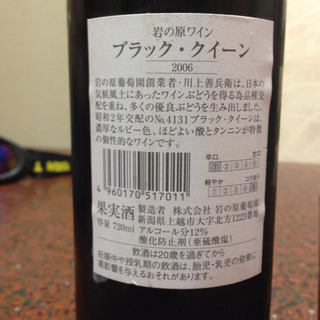 岩の原ワイン
ブラック・クイーン
2006
岩の原葡萄園創業者・川上善兵衛は、日本の
気候風土にあったワインぶどうを得る為品種交
配を重ね、多くの優良ぶどうを生み出しました。
昭和2年交配のNo.4131ブラック・クイーンは、
濃厚なルビー色、ほどよい酸とタンニンが特徴
の個性的なワインです。
辛口 甘口
① ② ③ ④ ⑤
軽やか コクあり
4 960170 517011
果実酒 製造者 株式会社 岩の原葡萄園
新潟県上越市大字北方1223番地
容量 720ml アルコール分12%
酸化防止剤(亜硫酸塩)
飲酒は20歳を過ぎてから
妊娠中や授乳期の飲酒は、胎児・乳児の発育に
悪影響を与えるおそれがあります。